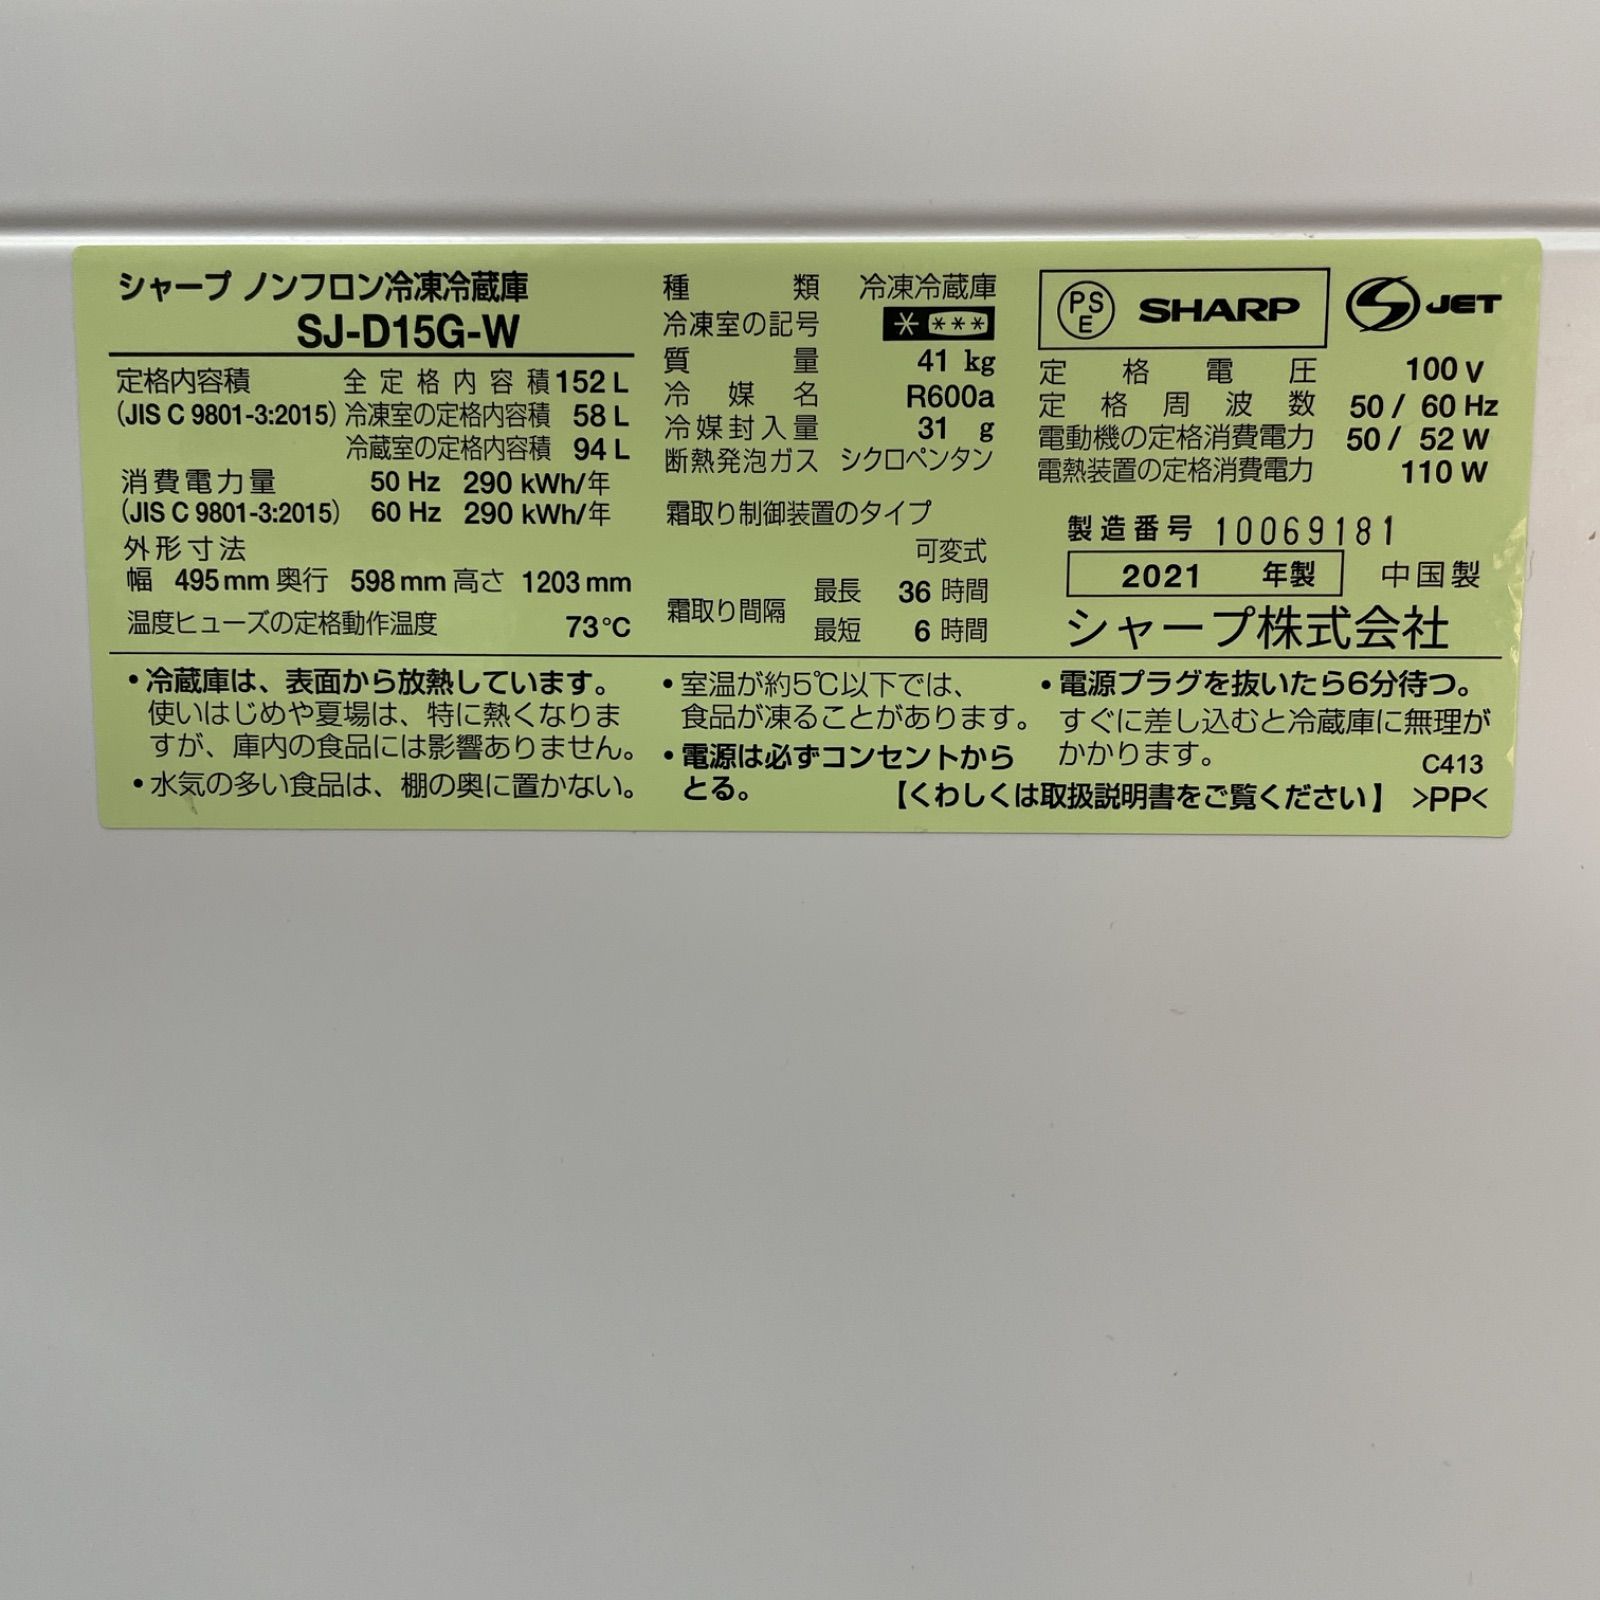 シャープ ノンフロン冷凍冷蔵庫
SJ-D15G-W
定格内容積 全定格内容積 152 L
(JIS C 9801-3:2015) 冷凍室の定格内容積 58 L
冷蔵室の定格内容積 94 L
消費電力量 50 Hz 290 kWh/年
(JIS C 9801-3:2015) 60 Hz 290 kWh/年
外形寸法
幅 495 mm 奥行 598 mm 高さ 1203 mm
温度ヒューズの定格動作温度 73℃
種類 冷凍冷蔵庫
冷凍室の記号 * ***
質量 41 kg
冷媒名 R600a
冷媒封入量 31 g
断熱発泡ガス シクロペンタン
霜取り制御装置のタイプ
可変式
霜取り間隔
最長 36 時間
最短 6 時間
PSE SHARP JET
定格電圧 100 V
定格周波数 50 / 60 Hz
電動機の定格消費電力 50 / 52 W
電熱装置の定格消費電力 110 W
製造番号 10069181
2021 年製 中国製
シャープ株式会社
•冷蔵庫は、表面から放熱しています。
使いはじめや夏場は、特に熱くなりま
すが、庫内の食品には影響ありません。
•水気の多い食品は、棚の奥に置かない。
•室温が約5℃以下では、
食品が凍ることがあります。
•電源は必ずコンセントから
とる。
•電源プラグを抜いたら6分待つ。
すぐに差し込むと冷蔵庫に無理が
かかります。
C413
【くわしくは取扱説明書をご覧ください】 >PP<